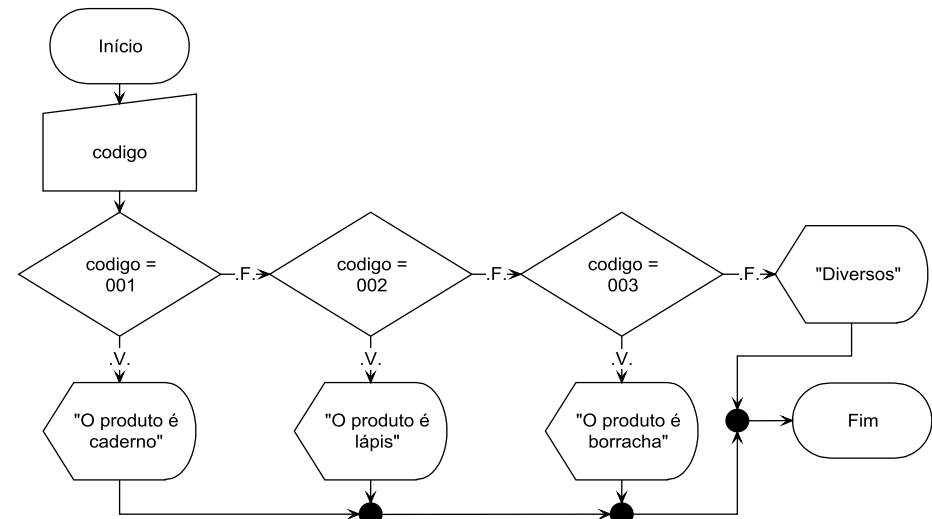 Início
codigo
codigo =
001
.F.
codigo =
002
.F.
codigo =
003
.F.
"Diversos"
.V.
.V.
.V.
"O produto é
caderno"
"O produto é
lápis"
"O produto é
borracha"
Fim